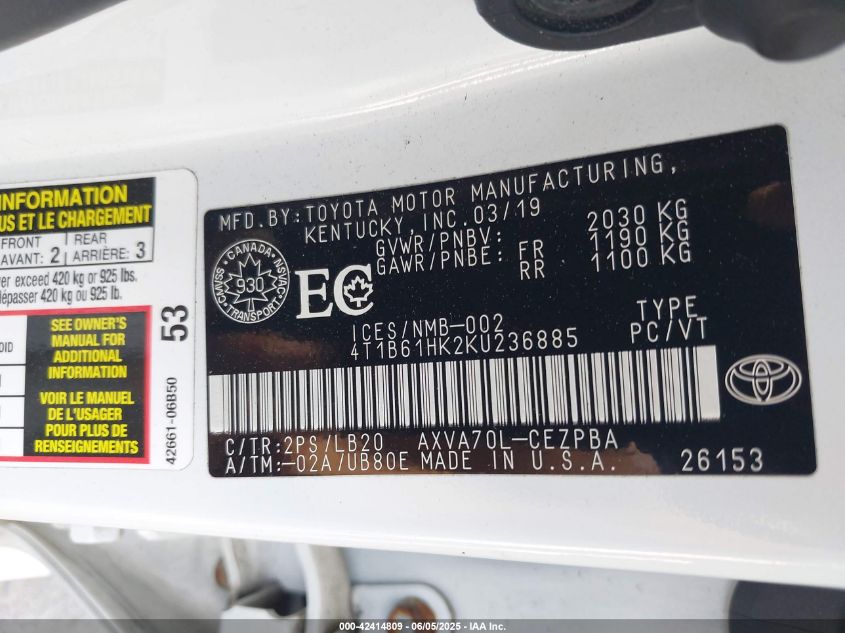 INFORMATION
US ET LE CHARGEMENT
FRONT
AVANT: 2
REAR
ARRIÈRE: 3
er exceed 420 kg or 925 lbs.
dépasser 420 kg ou 925 lb.
SEE OWNER'S
MANUAL FOR
ADDITIONAL
INFORMATION
VOIR LE MANUEL
DE L'USAGER
POUR PLUS DE
RENSEIGNEMENTS
53
42661-06B50
MFD.BY:TOYOTA MOTOR MANUFACTURING,
KENTUCKY, INC.03/19
GVWR/PNBV: 2030 KG
GAWR/PNBE: FR 1190 KG
RR 1100 KG
CANADA
CMVSS NSVAC
930
TRANSPORT
EC
ICES/NMB-002
4T1B61HK2KU236885
TYPE
PC/VT
C/TR:2PS/LB20 AXVA70L-CEZPBA
A/TM:-02A/UB80E MADE IN U.S.A.
26153
000-42414809 - 06/05/2025 - IAA Inc.